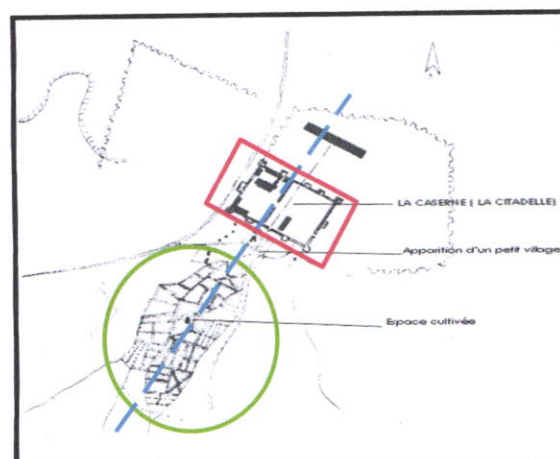 LA CASERNE ( LA CITADELLE)
Apparition d'un petit village
Espace cultivée